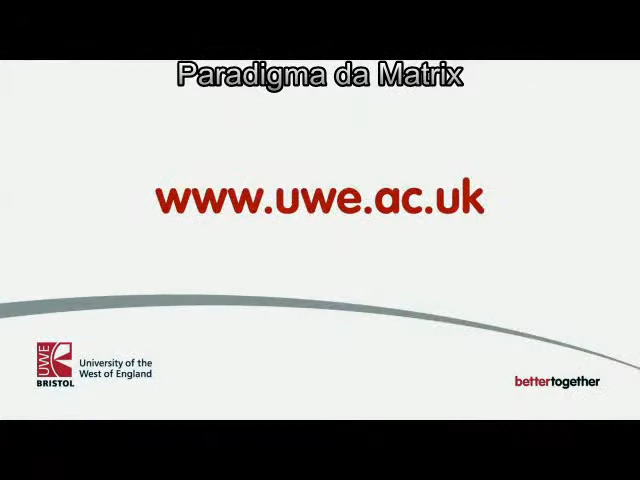 Paradigma da Matrix
www.uwe.ac.uk
UWE
BRISTOL
University of the
West of England
bettertogether